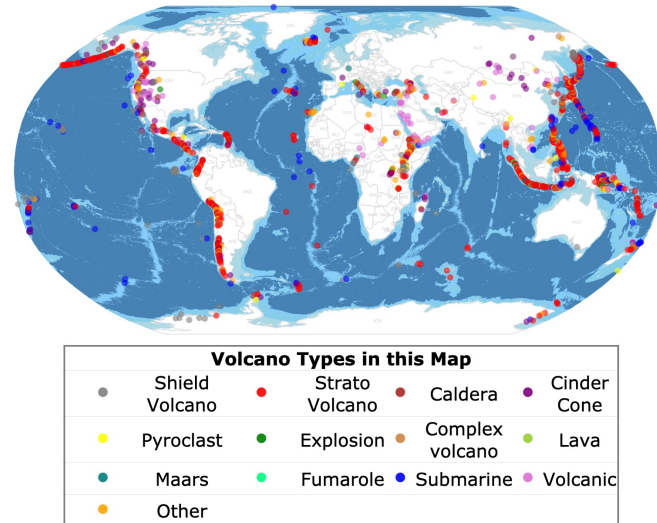 Volcano Types in this Map
Shield Volcano
Strato Volcano
Caldera
Cinder Cone
Pyroclast
Explosion
Complex volcano
Lava
Maars
Fumarole
Submarine
Volcanic
Other